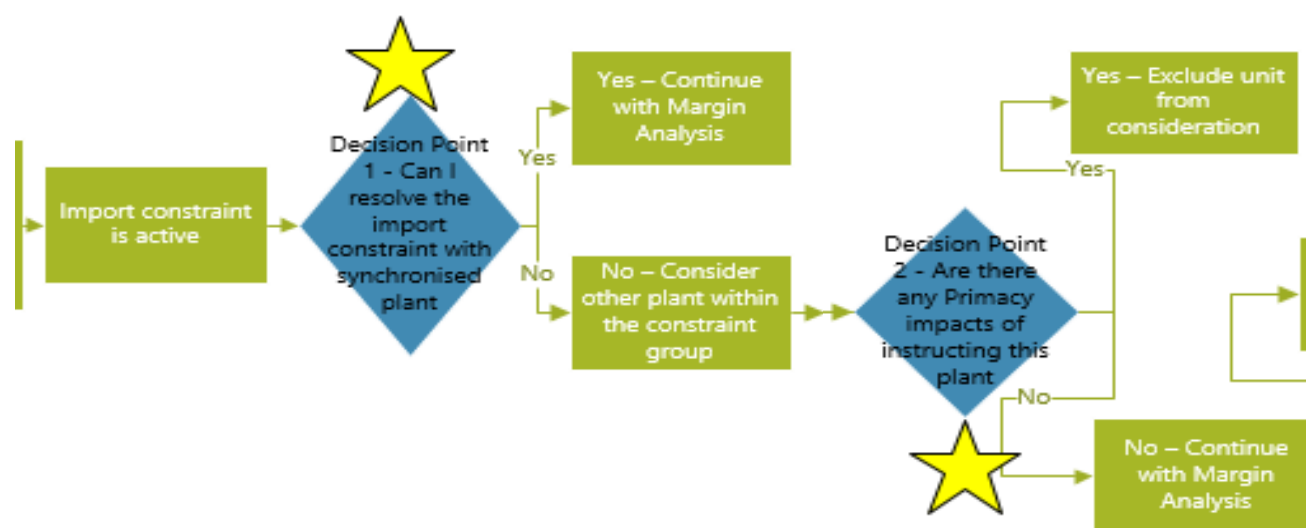 Import constraint
is active
Decision Point
1 - Can I
resolve the
import
constraint with
synchronised
plant
Yes
Yes – Continue
with Margin
Analysis
No
No – Consider
other plant within
the constraint
group
Decision Point
2 - Are there
any Primacy
impacts of
instructing this
plant
Yes
Yes – Exclude unit
from
consideration
No
No – Continue
with Margin
Analysis